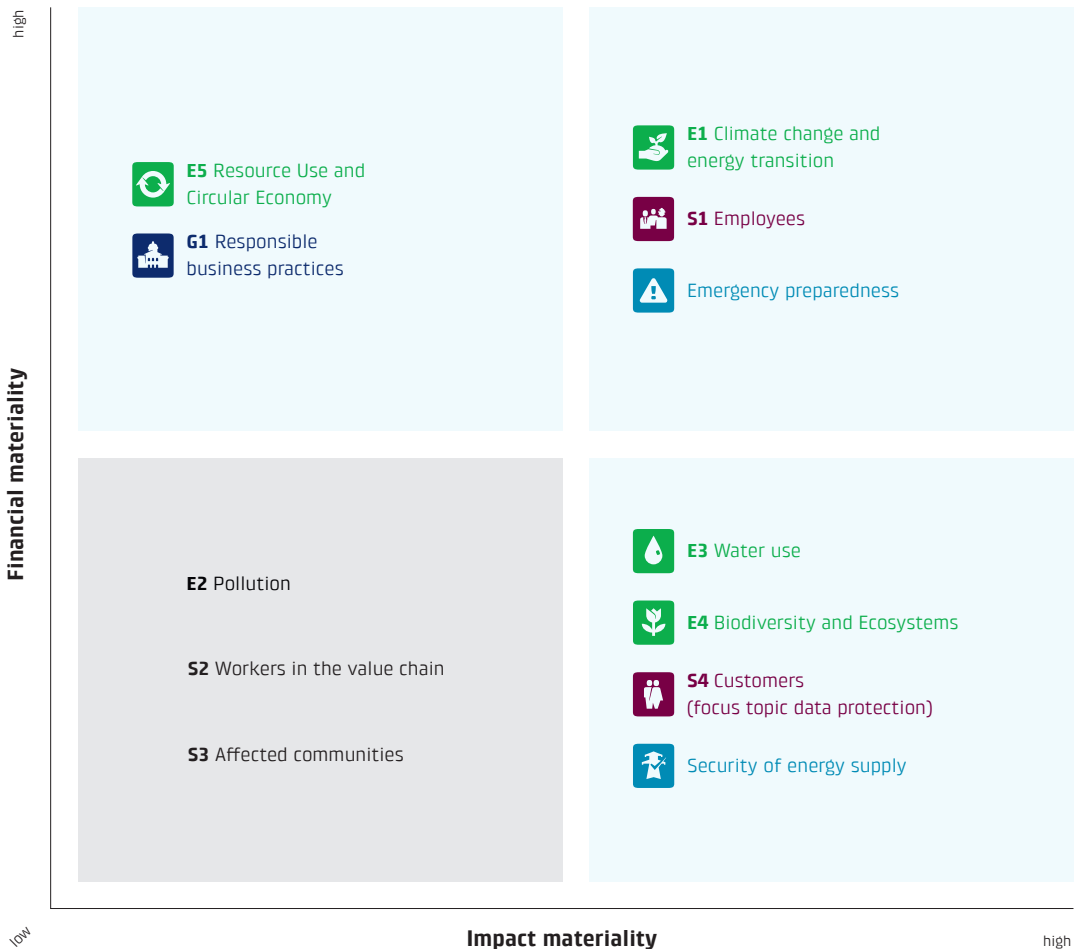 high
Financial materiality
E5 Resource Use and
Circular Economy
G1 Responsible
business practices
E1 Climate change and
energy transition
S1 Employees
Emergency preparedness
E2 Pollution
S2 Workers in the value chain
S3 Affected communities
E3 Water use
E4 Biodiversity and Ecosystems
S4 Customers
(focus topic data protection)
Security of energy supply
low
Impact materiality
high